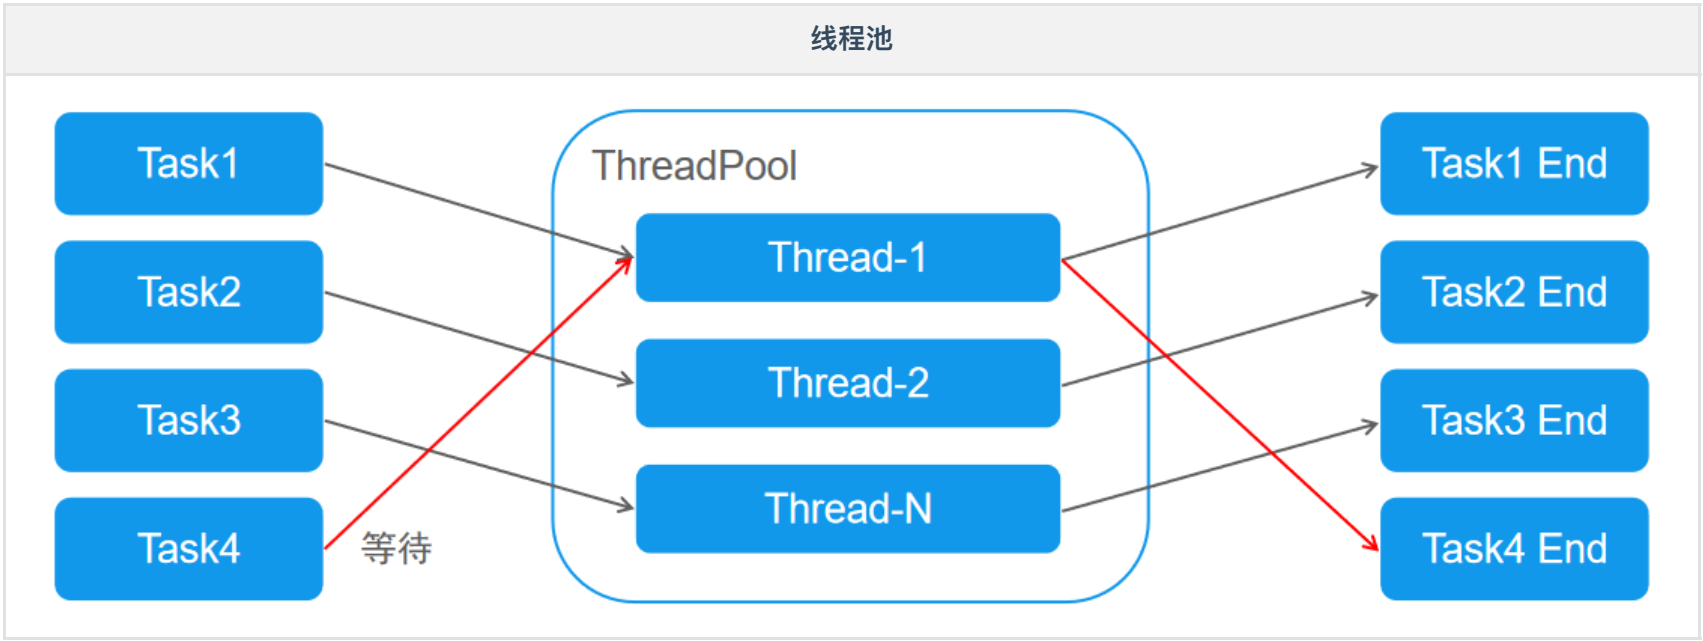 线程池
Task1
Task2
Task3
Task4
等待
ThreadPool
Thread-1
Thread-2
Thread-N
Task1 End
Task2 End
Task3 End
Task4 End